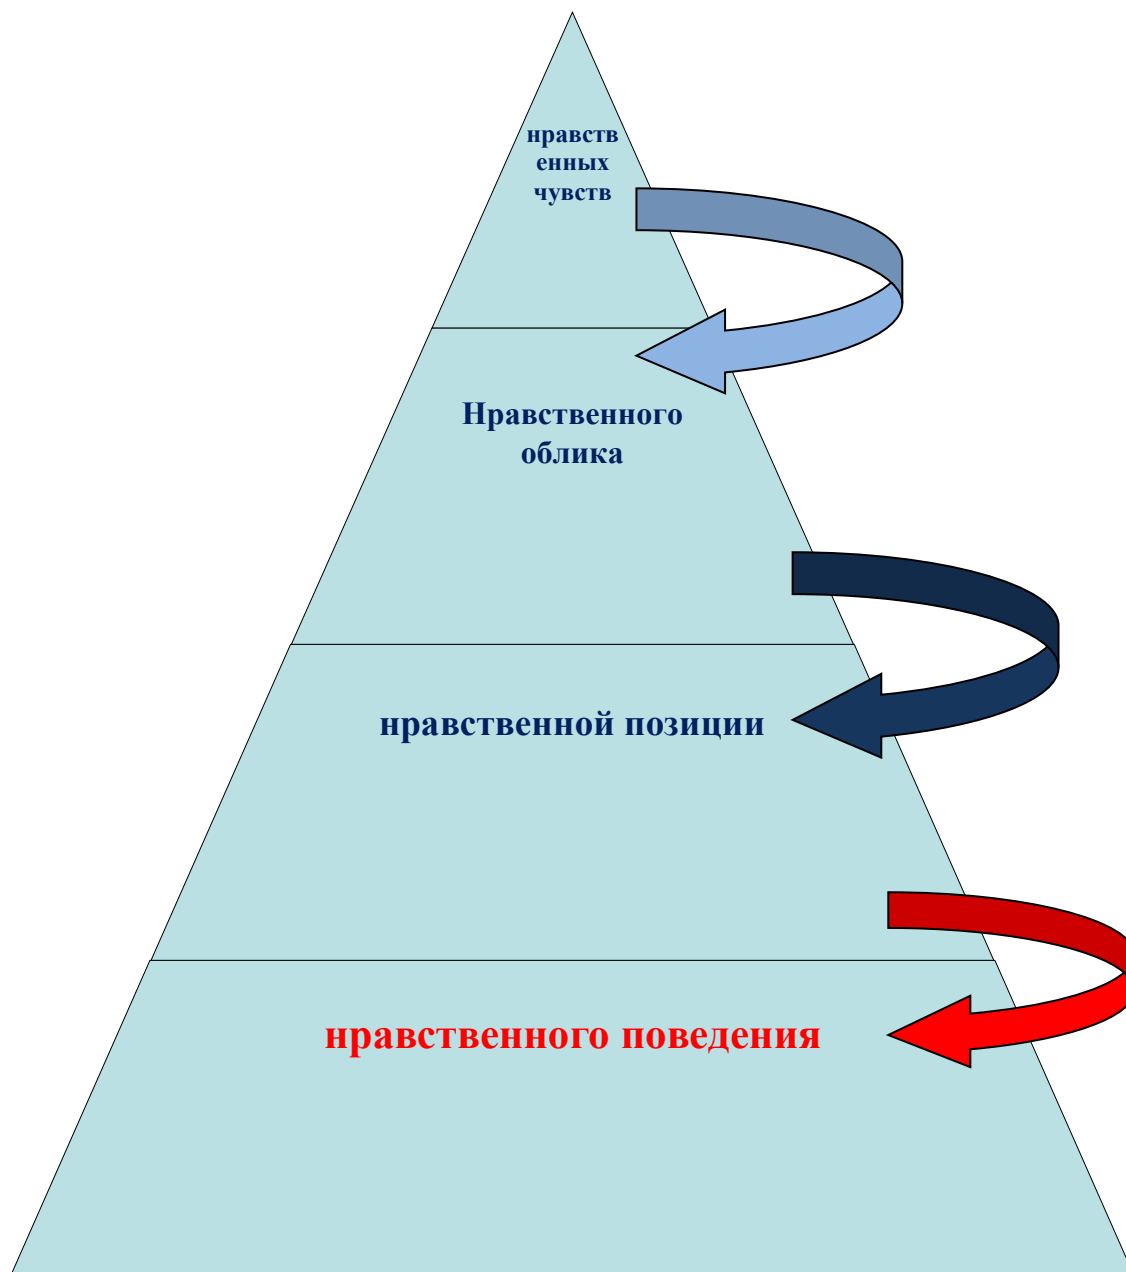 нравств
енных
чувств
Нравственного
облика
нравственной позиции
нравственного поведения